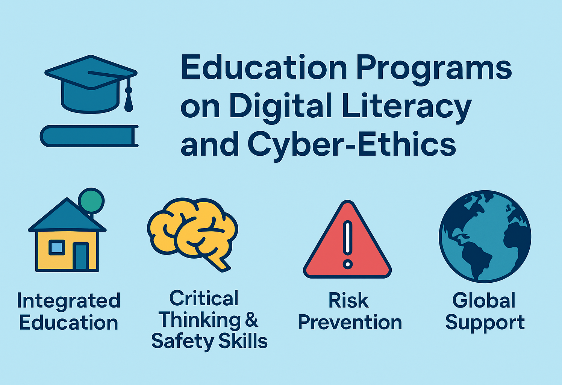 Education Programs
on Digital Literacy
and Cyber-Ethics
Integrated
Education
Critical
Thinking &
Safety Skills
Risk
Prevention
Global
Support